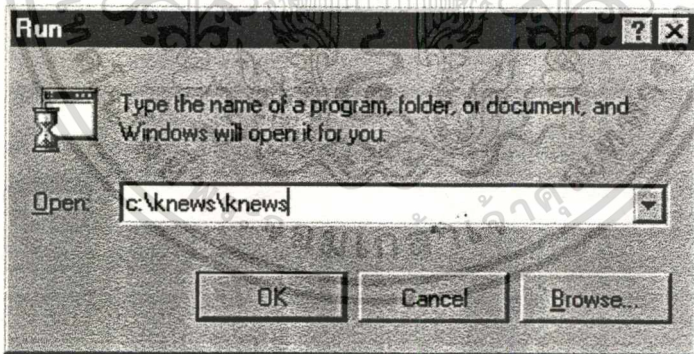 Run
Type the name of a program, folder, or document, and
Windows will open it for you.
Open: c:\knews\knews
OK Cancel Browse...